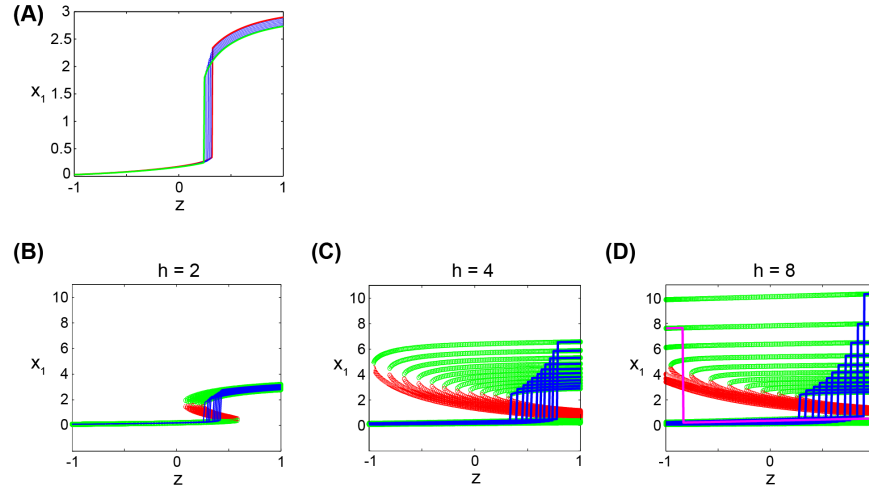 (A)
3
2.5
2
x1
1.5
1
0.5
0
-1 0 1
z
(B) (C) (D)
h = 2 h = 4 h = 8
10 10 10
8 8 8
6 6 6
x1 x1 x1
4 4 4
2 2 2
0 0 0
-1 0 1 -1 0 1 -1 0
z z z